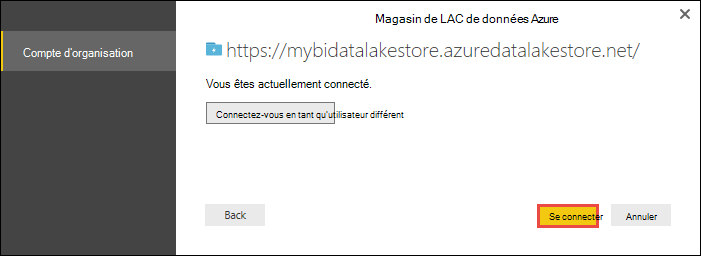 Magasin de LAC de données Azure
Compte d'organisation
https://mybidatalakestore.azuredatalakestore.net/
Vous êtes actuellement connecté.
Connectez-vous en tant qu'utilisateur différent
Back
Se connecter
Annuler